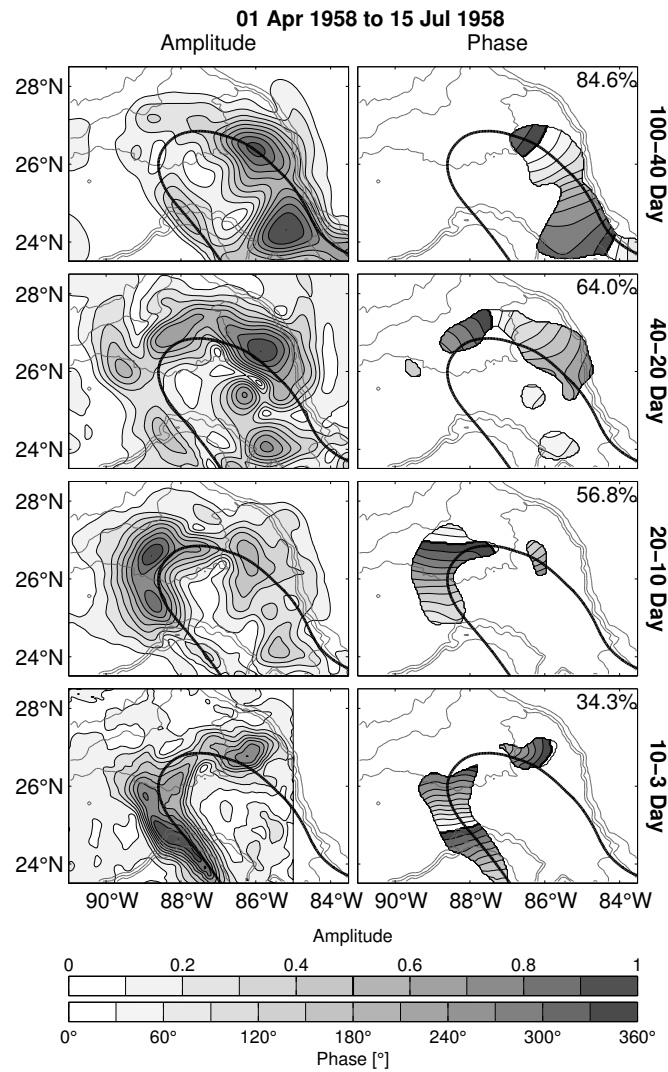 01 Apr 1958 to 15 Jul 1958
Amplitude Phase
28°N 84.6%
26°N
24°N
100−40 Day
28°N 64.0%
26°N
24°N
40−20 Day
28°N 56.8%
26°N
24°N
20−10 Day
28°N 34.3%
26°N
24°N
10−3 Day
90°W 88°W 86°W 84°W 90°W 88°W 86°W 84°W
Amplitude
0 0.2 0.4 0.6 0.8 1
0° 60° 120° 180° 240° 300° 360°
Phase [°]